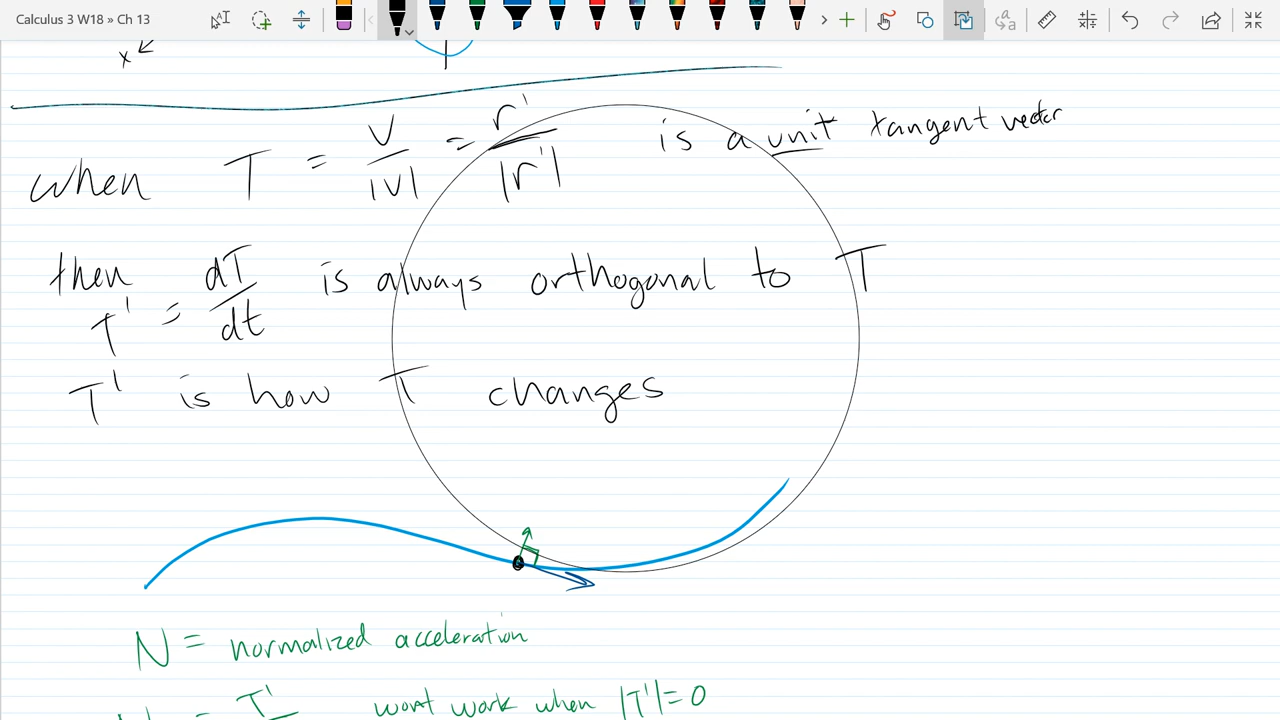 Calculus 3 W18 » Ch 13
x
when T = v/|v| = r'/|r'| is a unit tangent vector
then dT/dt is always orthogonal to T
T' =
T' is how T changes
N = normalized acceleration
= T' wont work when |T'|=0